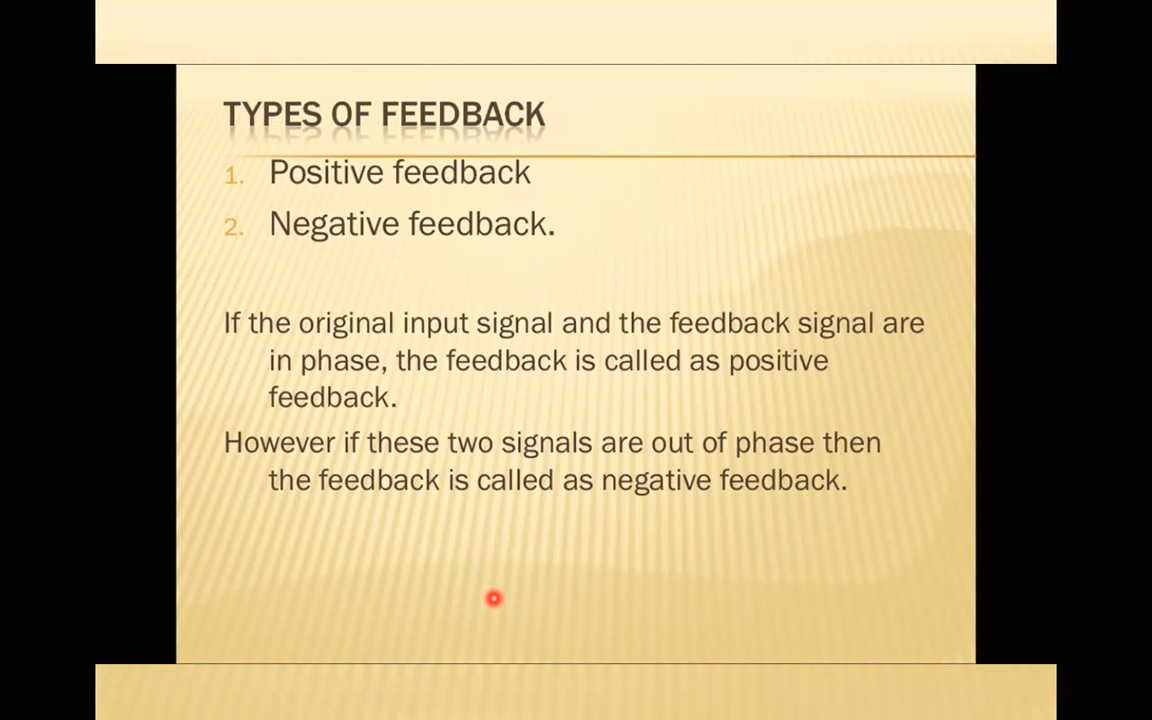 TYPES OF FEEDBACK
1. Positive feedback
2. Negative feedback.
If the original input signal and the feedback signal are
in phase, the feedback is called as positive
feedback.
However if these two signals are out of phase then
the feedback is called as negative feedback.